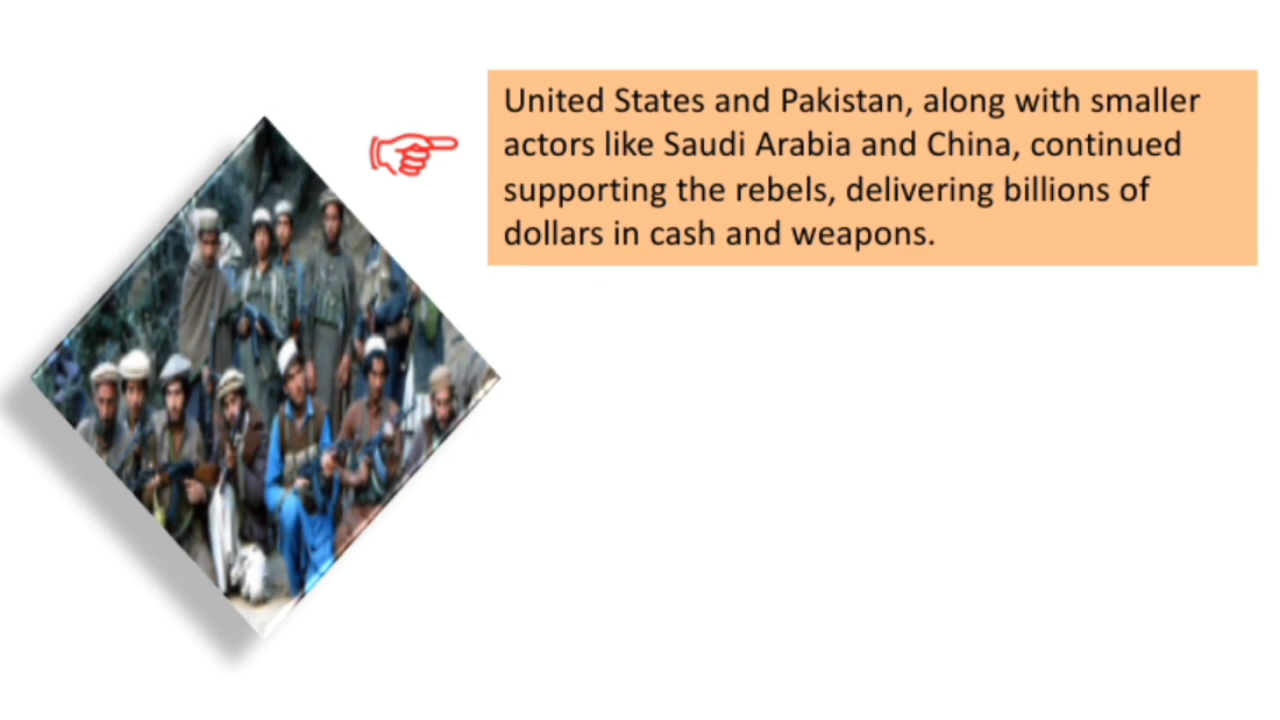 United States and Pakistan, along with smaller
actors like Saudi Arabia and China, continued
supporting the rebels, delivering billions of
dollars in cash and weapons.